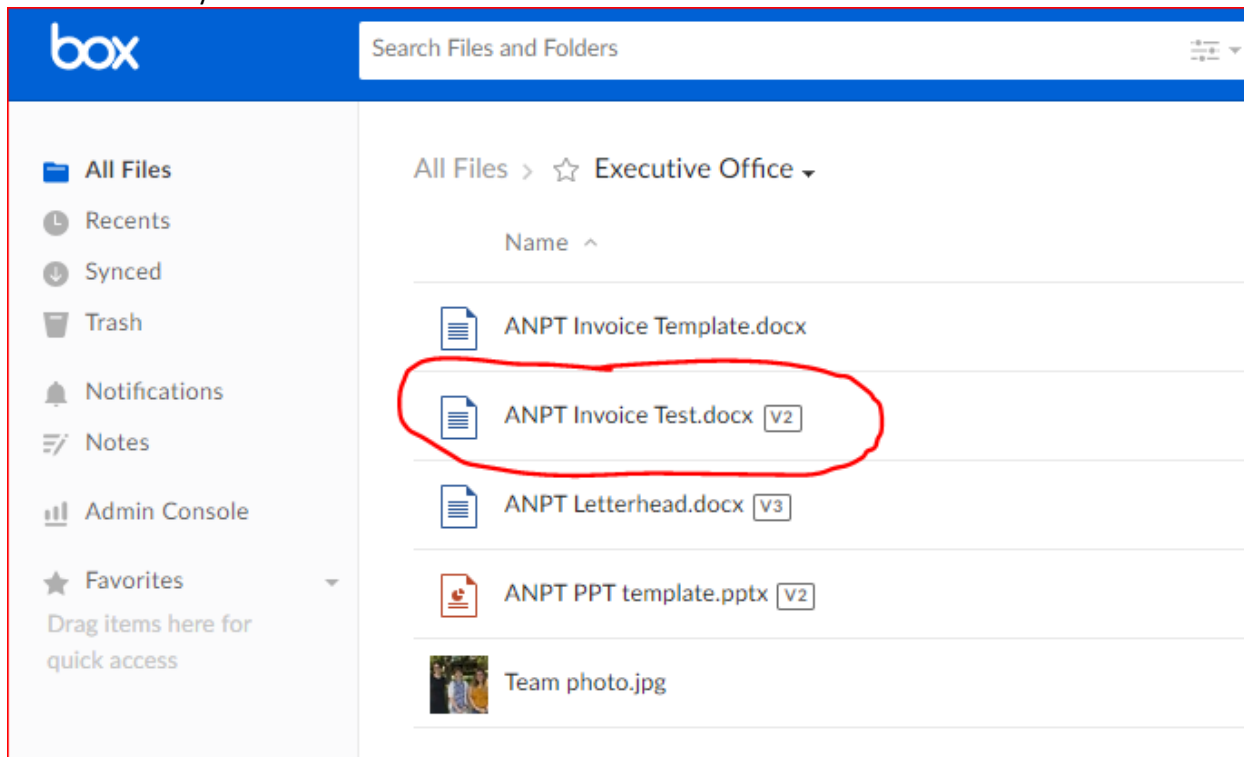 box
Search Files and Folders
All Files
Recents
Synced
Trash
Notifications
Notes
Admin Console
Favorites
Drag items here for
quick access
All Files > Executive Office
Name
ANPT Invoice Template.docx
ANPT Invoice Test.docx V2
ANPT Letterhead.docx V3
ANPT PPT template.pptx V2
Team photo.jpg